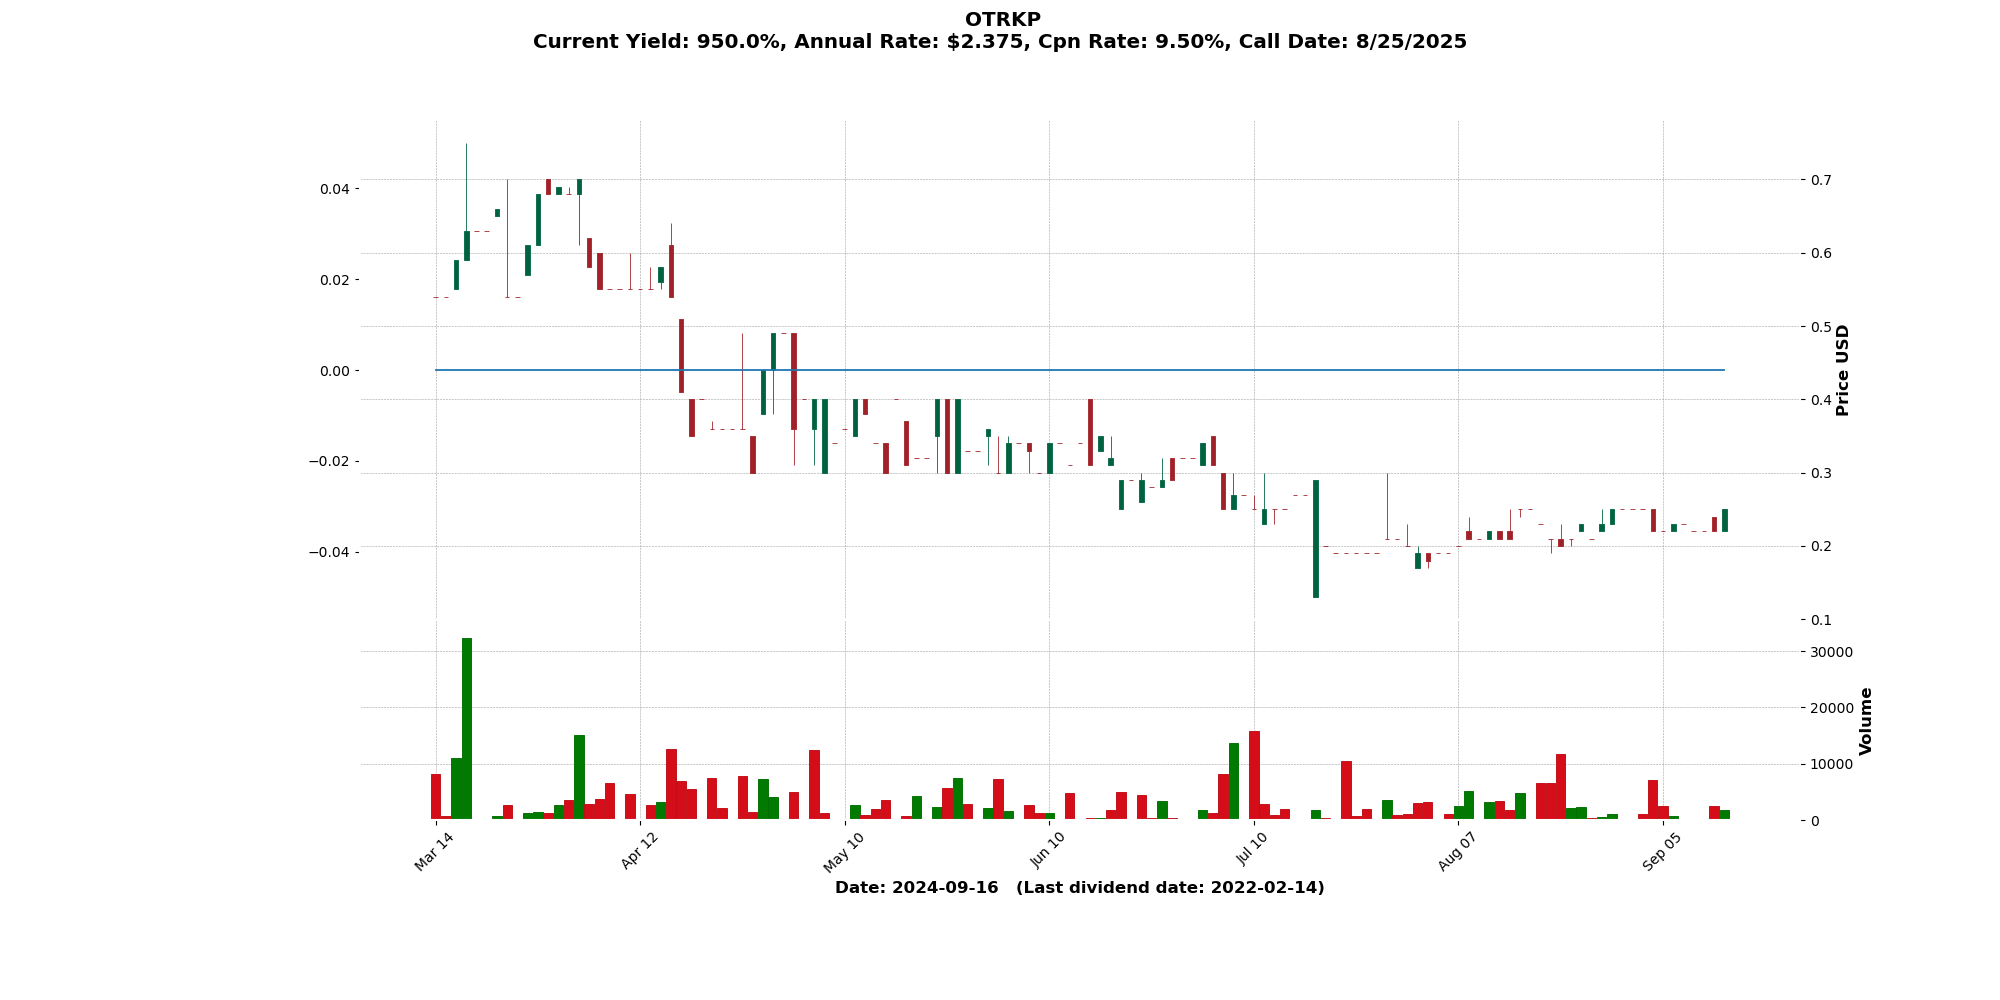 OTRKP
Current Yield: 950.0%, Annual Rate: $2.375, Cpn Rate: 9.50%, Call Date: 8/25/2025
0.04
0.02
0.00
−0.02
−0.04
0.7
0.6
0.5
0.4
0.3
0.2
0.1
Price USD
30000
20000
10000
0
Volume
Mar 14
Apr 12
May 10
Jun 10
Jul 10
Aug 07
Sep 05
Date: 2024-09-16   (Last dividend date: 2022-02-14)